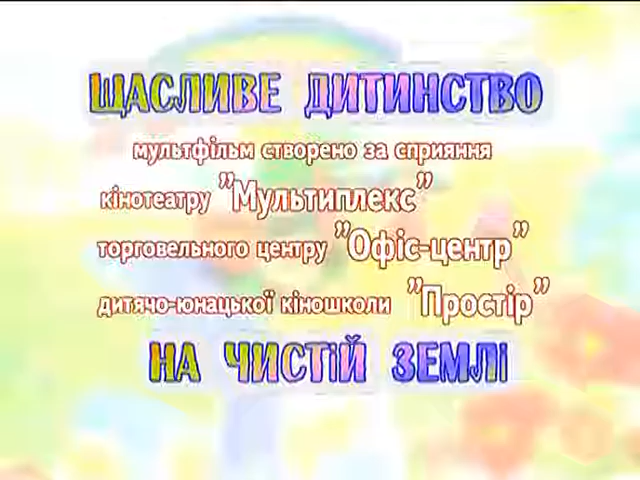 ЩАСЛИВЕ ДИТИНСТВО
мультфільм створено за сприяння
кінотеатру "Мультиплекс"
торговельного центру "Офіс-центр"
дитячо-юнацької кіношколи "Простір"
НА ЧИСТІЙ ЗЕМЛІ